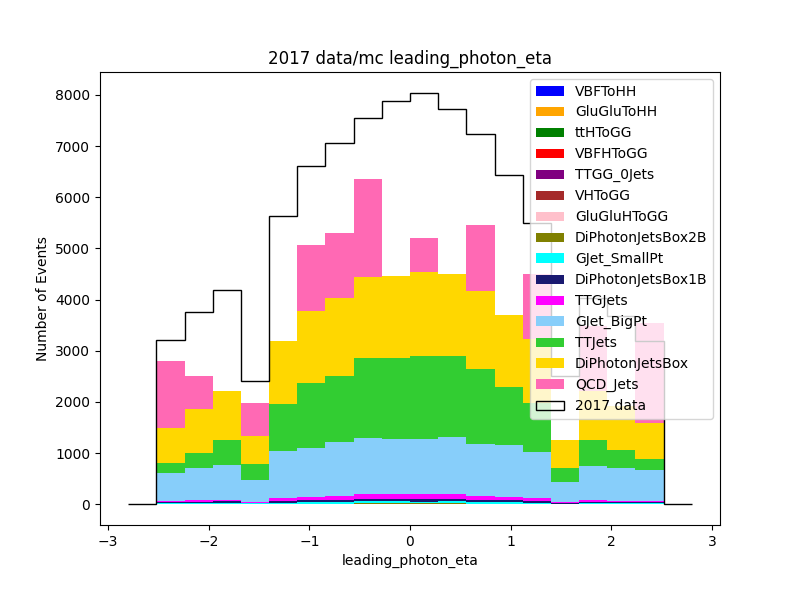 2017 data/mc leading_photon_eta
Number of Events
8000
7000
6000
5000
4000
3000
2000
1000
0
−3
−2
−1
0
1
2
3
leading_photon_eta
VBFToHH
GluGluToHH
ttHToGG
VBFHToGG
TTGG_0Jets
VHToGG
GluGluHToGG
DiPhotonJetsBox2B
GJet_SmallPt
DiPhotonJetsBox1B
TTGJets
GJet_BigPt
TTJets
DiPhotonJetsBox
QCD_Jets
2017 data